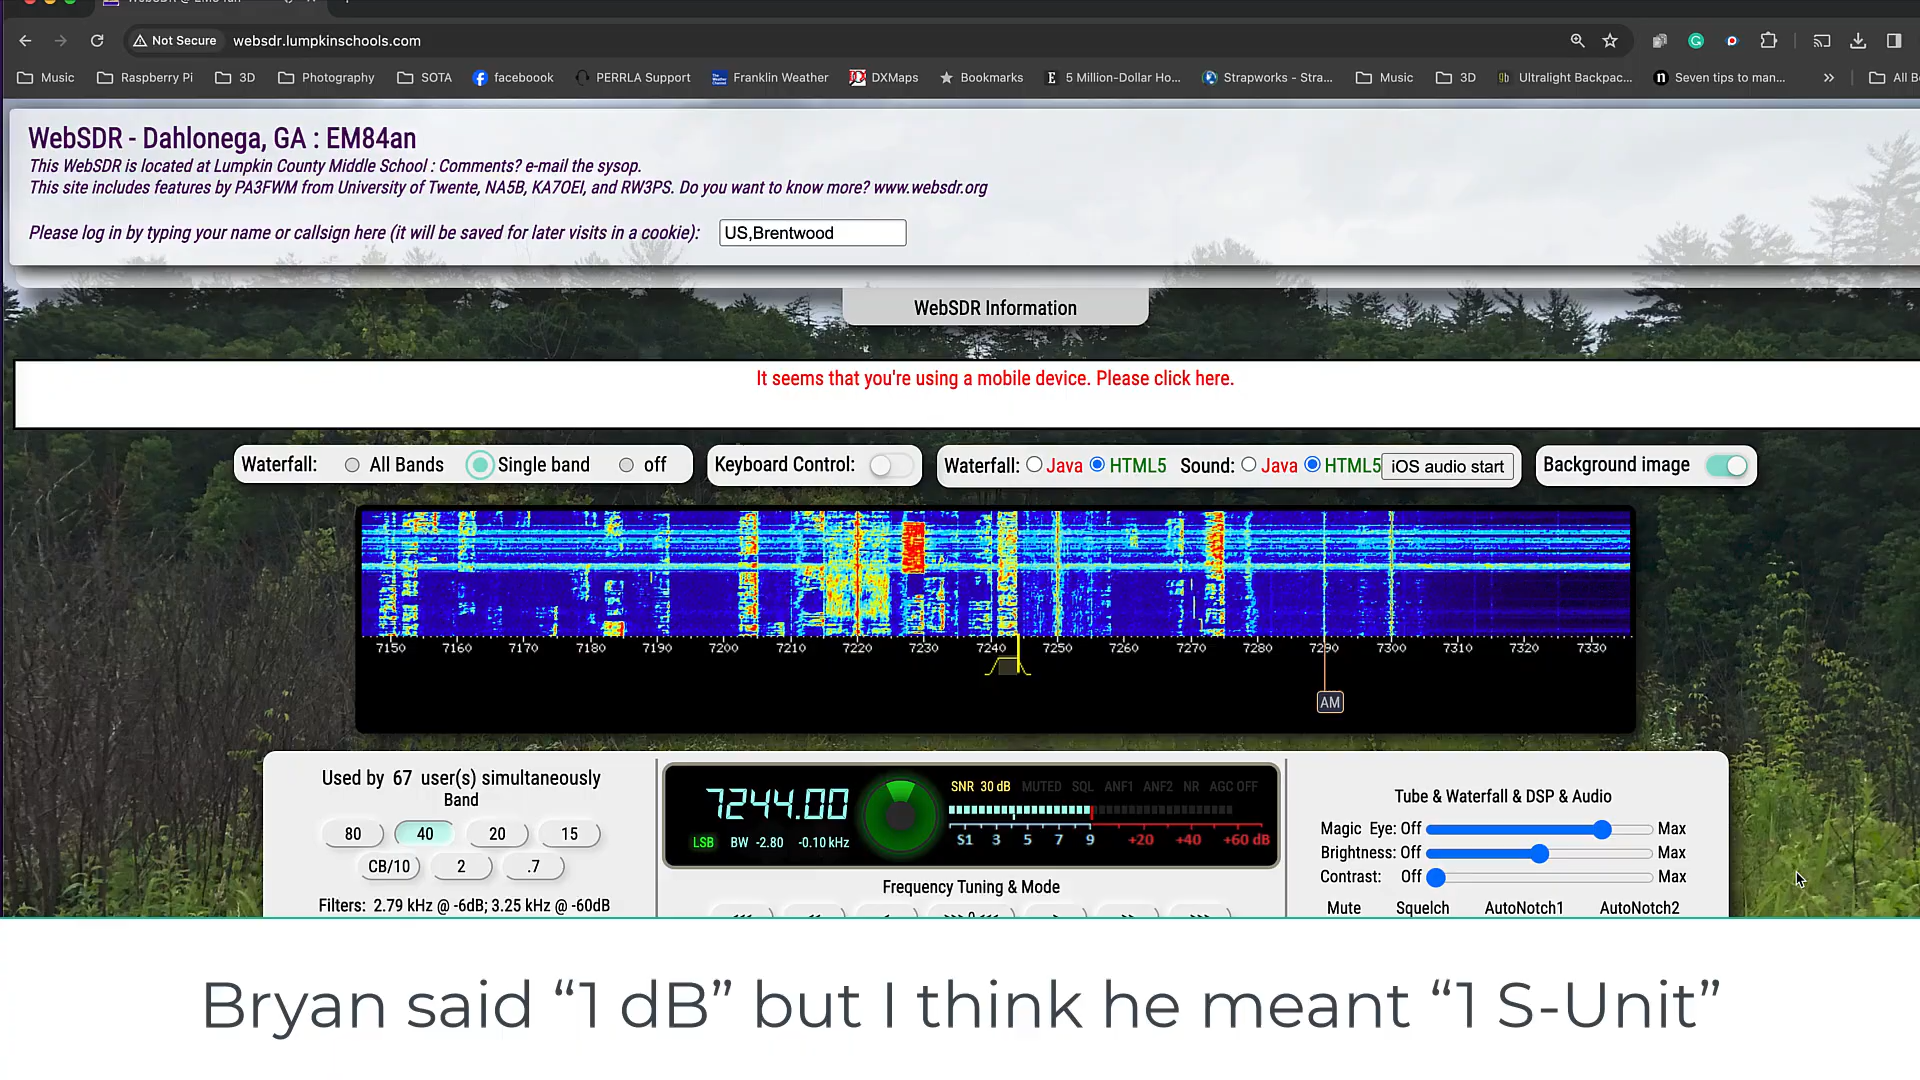 Not Secure websdr.lumpkinschools.com
Music Raspberry Pi 3D Photography SOTA faceboook PERRLA Support Franklin Weather DXMaps Bookmarks 5 Million-Dollar Ho... Strapworks - Stra... Music 3D Ultralight Backpac... Seven tips to man... » All B
WebSDR - Dahlonega, GA : EM84an
This WebSDR is located at Lumpkin County Middle School : Comments? e-mail the sysop.
This site includes features by PA3FWM from University of Twente, NA5B, KA7OEI, and RW3PS. Do you want to know more? www.websdr.org
Please log in by typing your name or callsign here (it will be saved for later visits in a cookie): US,Brentwood
WebSDR Information
It seems that you're using a mobile device. Please click here.
Waterfall: All Bands Single band off Keyboard Control: Waterfall: Java HTML5 Sound: Java HTML5 iOS audio start Background image
7150 7160 7170 7180 7190 7200 7210 7220 7230 7240 7250 7260 7270 7280 7290 7300 7310 7320 7330
AM
Used by 67 user(s) simultaneously
Band
80 40 20 15
CB/10 2 .7
Filters: 2.79 kHz @ -6dB; 3.25 kHz @ -60dB
7244.00
LSB BW -2.80 -0.10 kHz
SNR 30 dB MUTED SQL ANF1 ANF2 NR AGC OFF
S1 3 5 7 9 +20 +40 +60 dB
Frequency Tuning & Mode
Tube & Waterfall & DSP & Audio
Magic Eye: Off Max
Brightness: Off Max
Contrast: Off Max
Mute Squelch AutoNotch1 AutoNotch2
Bryan said “1 dB” but I think he meant “1 S-Unit”